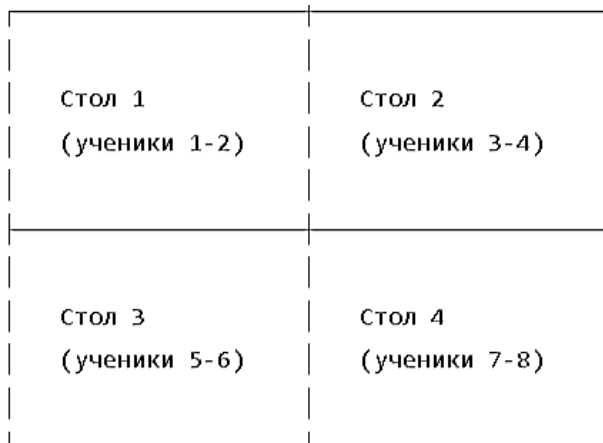 Стол 1
(ученики 1-2)
Стол 2
(ученики 3-4)
Стол 3
(ученики 5-6)
Стол 4
(ученики 7-8)